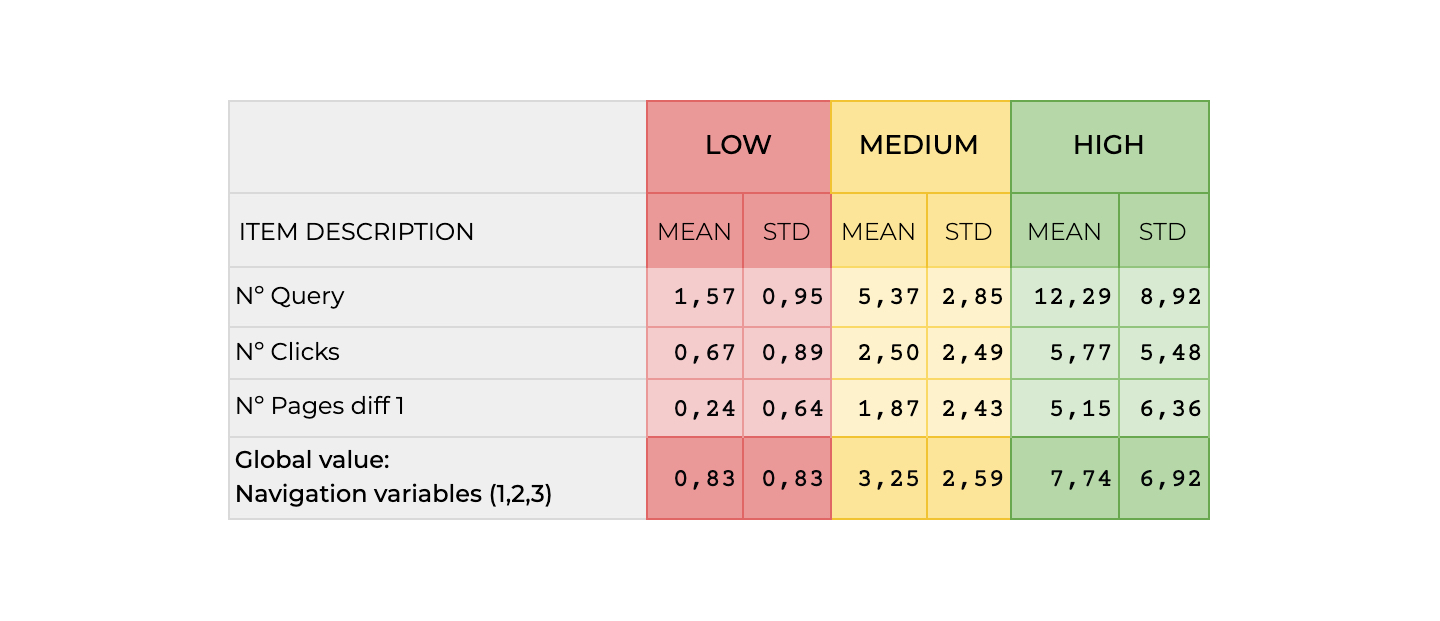 LOW MEDIUM HIGH
ITEM DESCRIPTION MEAN STD MEAN STD MEAN STD
Nº Query 1,57 0,95 5,37 2,85 12,29 8,92
Nº Clicks 0,67 0,89 2,50 2,49 5,77 5,48
Nº Pages diff 1 0,24 0,64 1,87 2,43 5,15 6,36
Global value:
Navigation variables (1,2,3) 0,83 0,83 3,25 2,59 7,74 6,92